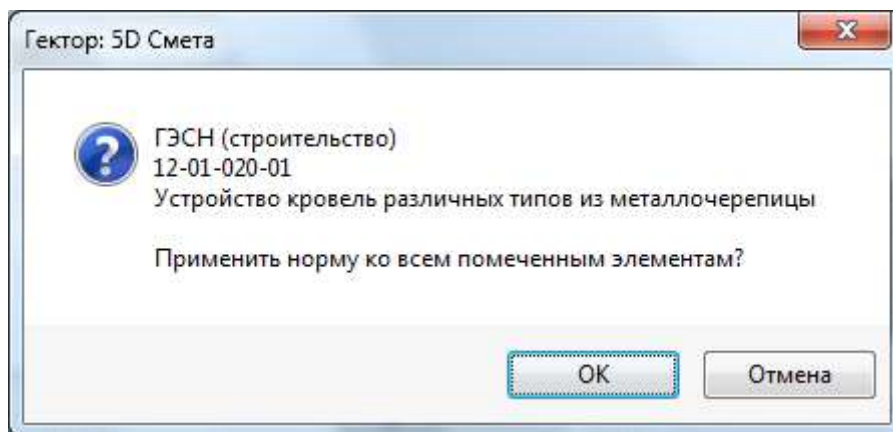 Гектор: 5D Смета
ГЭСН (строительство)
12-01-020-01
Устройство кровель различных типов из металлочерепицы
Применить норму ко всем помеченным элементам?
ОК
Отмена